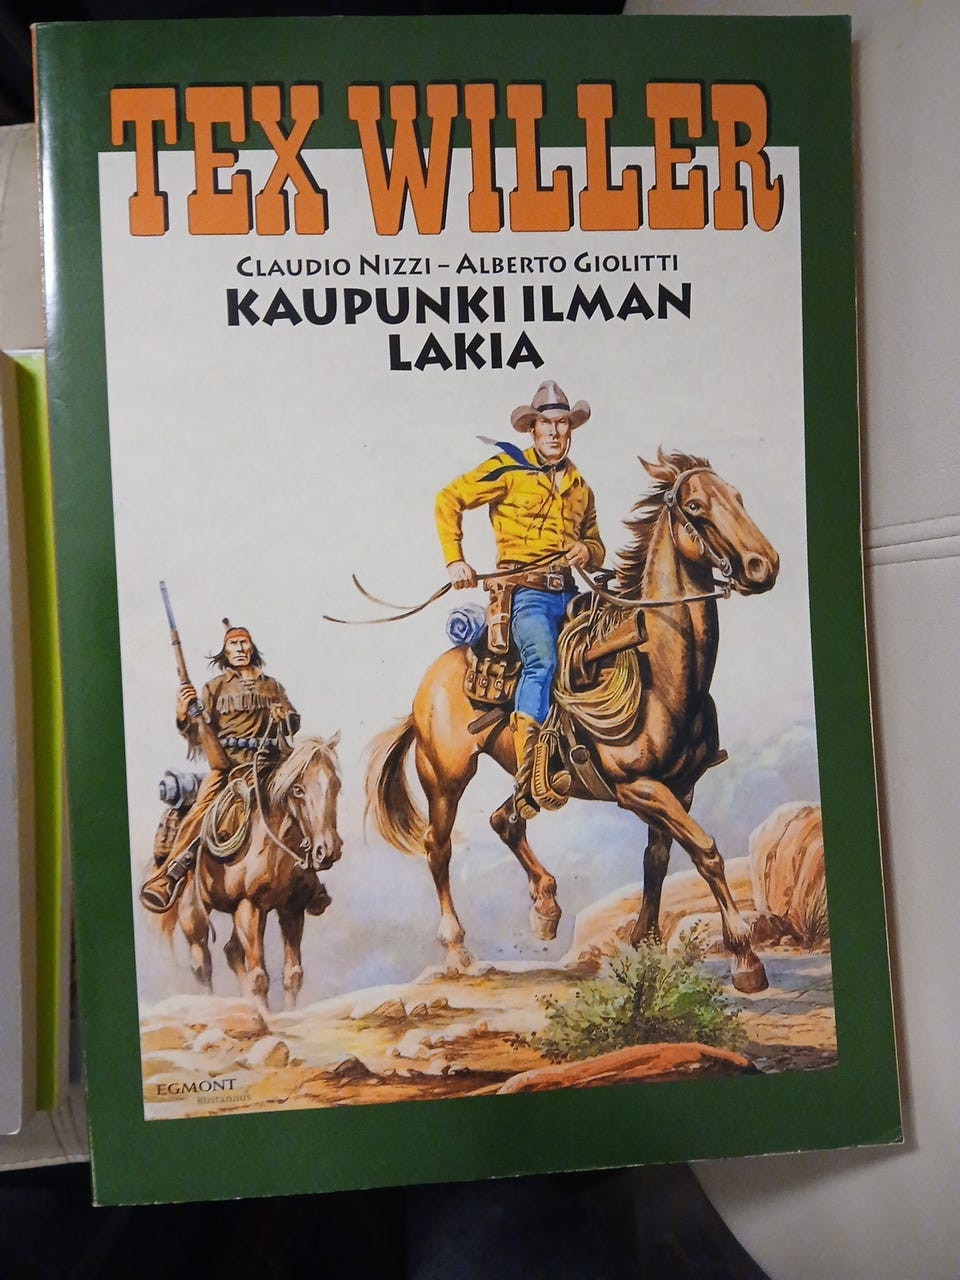 TEX WILLER
CLAUDIO NIZZI – ALBERTO GIOLITTI
KAUPUNKI ILMAN
LAKIA
EGMONT
Kustannus